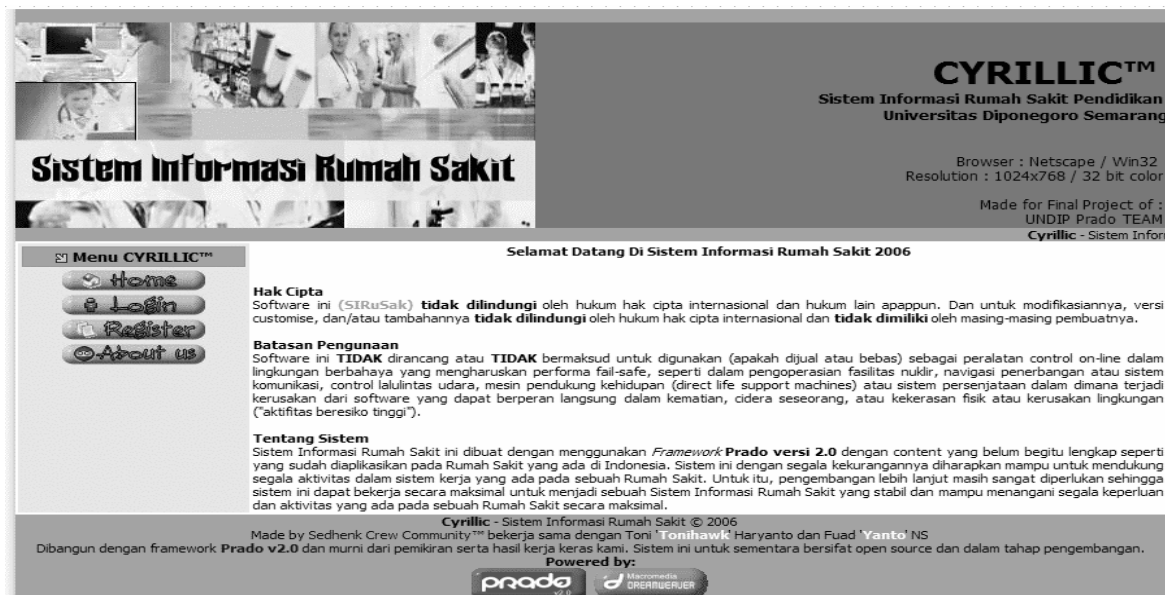 CYRILLIC™
Sistem Informasi Rumah Sakit Pendidikan
Universitas Diponegoro Semarang
Sistem Informasi Rumah Sakit
Browser : Netscape / Win32
Resolution : 1024x768 / 32 bit color
Made for Final Project of :
UNDIP Prado TEAM
Cyrillic - Sistem Infor
Menu CYRILLIC™
Home
Login
Register
About us
Selamat Datang Di Sistem Informasi Rumah Sakit 2006
Hak Cipta
Software ini (SIRuSak) tidak dilindungi oleh hukum hak cipta internasional dan hukum lain apappun. Dan untuk modifikasiannya, versi
customise, dan/atau tambahannya tidak dilindungi oleh hukum hak cipta internasional dan tidak dimiliki oleh masing-masing pembuatnya.
Batasan Pengunaan
Software ini TIDAK dirancang atau TIDAK bermaksud untuk digunakan (apakah dijual atau bebas) sebagai peralatan control on-line dalam
lingkungan berbahaya yang mengharuskan performa fail-safe, seperti dalam pengoperasian fasilitas nuklir, navigasi penerbangan atau sistem
komunikasi, control lalulintas udara, mesin pendukung kehidupan (direct life support machines) atau sistem persenjataan dalam dimana terjadi
kerusakan dari software yang dapat berperan langsung dalam kematian, cidera seseorang, atau kekerasan fisik atau kerusakan lingkungan
("aktifitas beresiko tinggi").
Tentang Sistem
Sistem Informasi Rumah Sakit ini dibuat dengan menggunakan Framework Prado versi 2.0 dengan content yang belum begitu lengkap seperti
yang sudah diaplikasikan pada Rumah Sakit yang ada di Indonesia. Sistem ini dengan segala kekurangannya diharapkan mampu untuk mendukung
segala aktivitas dalam sistem kerja yang ada pada sebuah Rumah Sakit. Untuk itu, pengembangan lebih lanjut masih sangat diperlukan sehingga
sistem ini dapat bekerja secara maksimal untuk menjadi sebuah Sistem Informasi Rumah Sakit yang stabil dan mampu menangani segala keperluan
dan aktivitas yang ada pada sebuah Rumah Sakit secara maksimal.
Cyrillic - Sistem Informasi Rumah Sakit © 2006
Made by Sedhenk Crew Community™ bekerja sama dengan Toni 'Tonihawk' Haryanto dan Fuad 'Yanto' NS
Dibangun dengan framework Prado v2.0 dan murni dari pemikiran serta hasil kerja keras kami. Sistem ini untuk sementara bersifat open source dan dalam tahap pengembangan.
Powered by:
prado
v2.0
Macromedia
DREAMWEAVER